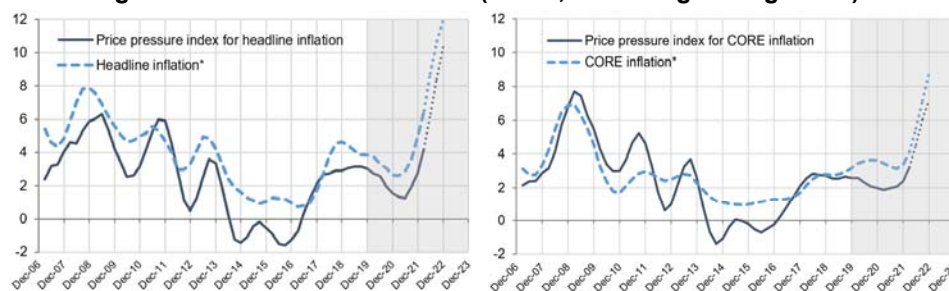 12
10
8
6
4
2
0
-2
Price pressure index for headline inflation
Headline inflation*
Dec-06
Dec-07
Dec-08
Dec-09
Dec-10
Dec-11
Dec-12
Dec-13
Dec-14
Dec-15
Dec-16
Dec-17
Dec-18
Dec-19
Dec-20
Dec-21
Dec-22
Dec-23
12
10
8
6
4
2
0
-2
Price pressure index for CORE inflation
CORE inflation*
Dec-06
Dec-07
Dec-08
Dec-09
Dec-10
Dec-11
Dec-12
Dec-13
Dec-14
Dec-15
Dec-16
Dec-17
Dec-18
Dec-19
Dec-20
Dec-21
Dec-22